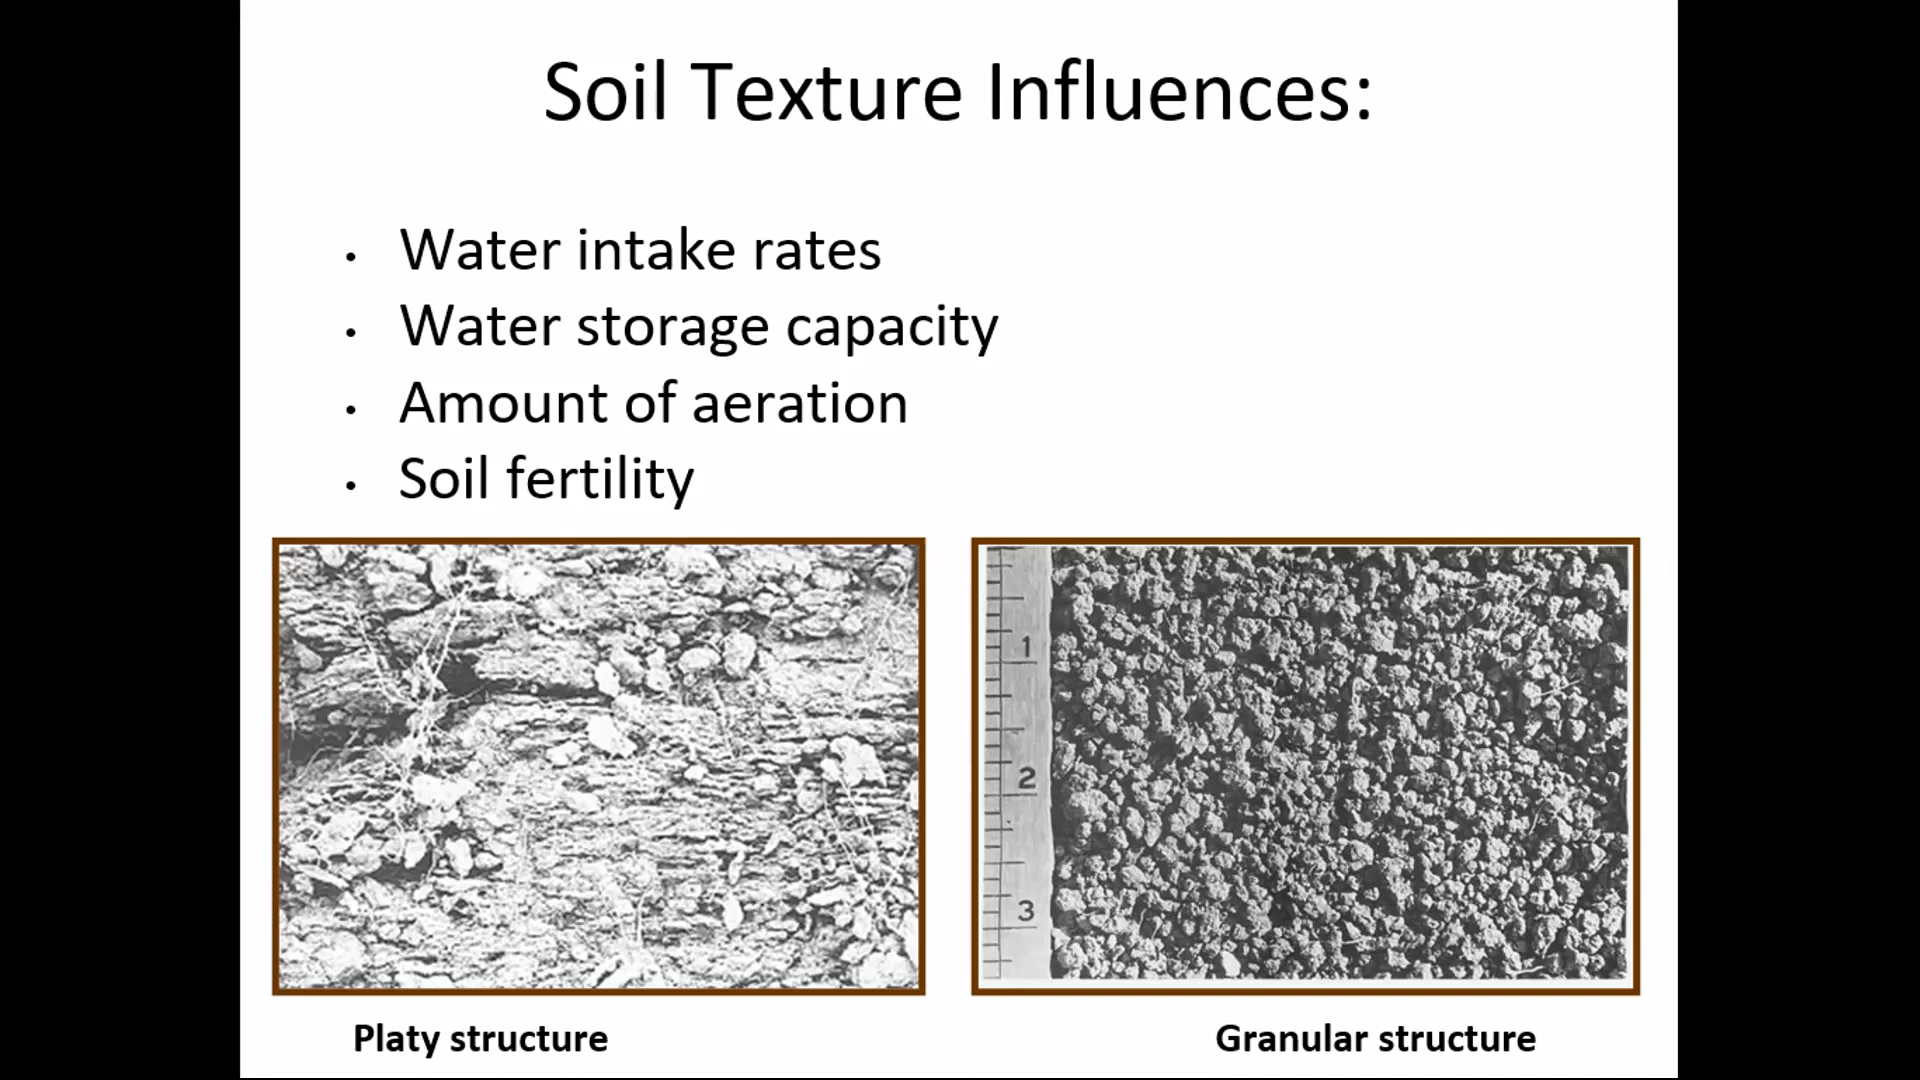 Soil Texture Influences:
• Water intake rates
• Water storage capacity
• Amount of aeration
• Soil fertility
1
2
3
Platy structure
Granular structure